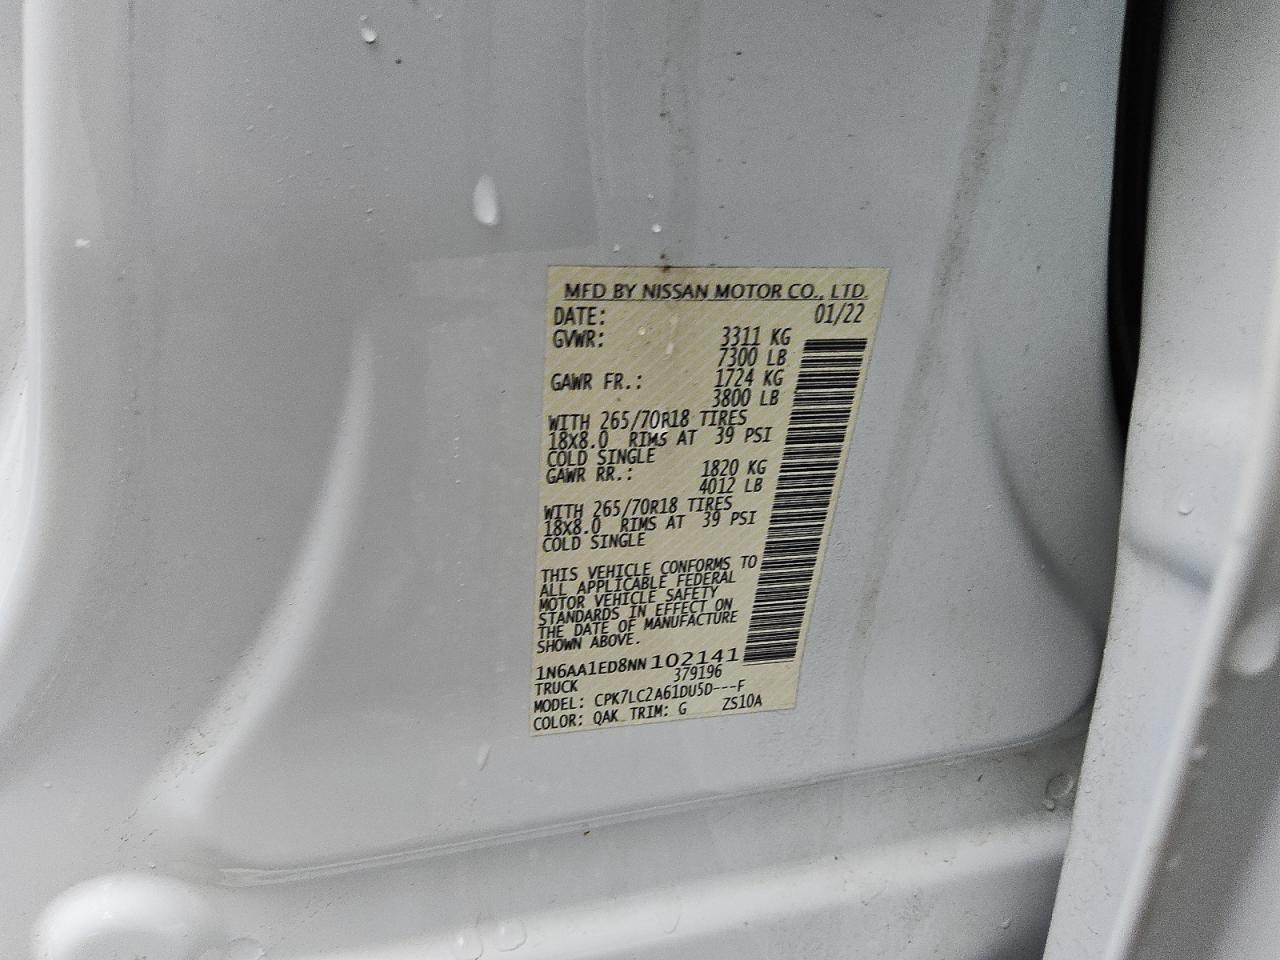 MFD BY NISSAN MOTOR CO., LTD.
DATE: 01/22
GVWR: 3311 KG
7300 LB
GAWR FR.: 1724 KG
3800 LB
WITH 265/70R18 TIRES
18X8.0 RIMS AT 39 PSI
COLD SINGLE
GAWR RR.: 1820 KG
4012 LB
WITH 265/70R18 TIRES
18X8.0 RIMS AT 39 PSI
COLD SINGLE
THIS VEHICLE CONFORMS TO
ALL APPLICABLE FEDERAL
MOTOR VEHICLE SAFETY
STANDARDS IN EFFECT ON
THE DATE OF MANUFACTURE
SHOWN ABOVE.
1N6AA1ED8NN102141
379196
TRUCK
MODEL: CPK7LC2A61DU5D---F
COLOR: QAK TRIM: G ZS10A